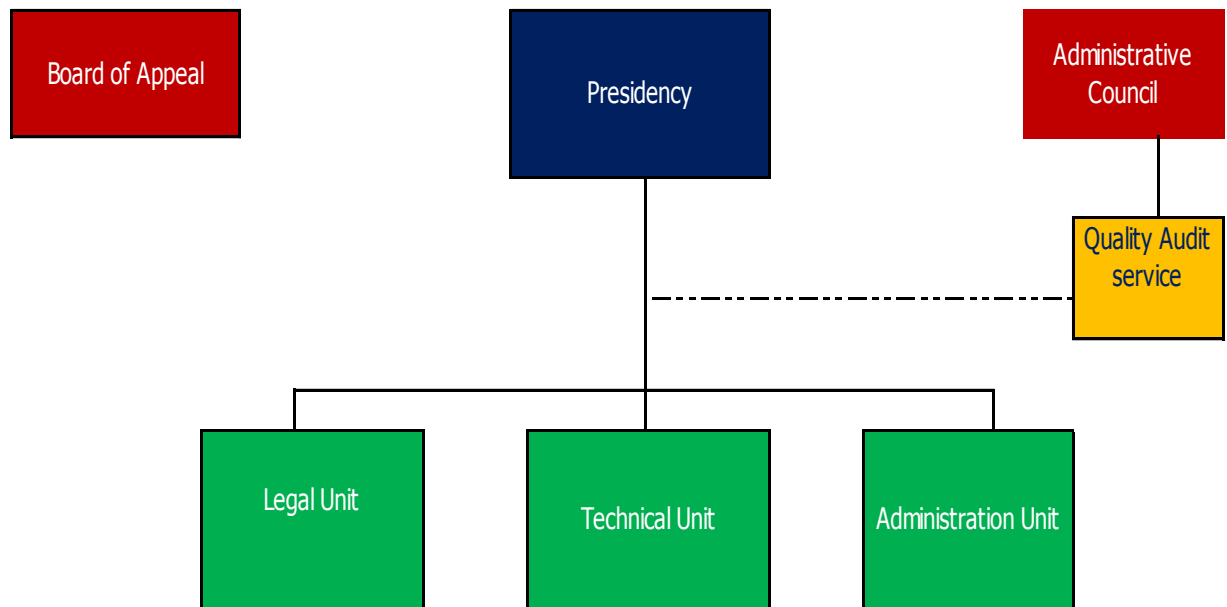 Board of Appeal
Presidency
Administrative
Council
Quality Audit
service
Legal Unit
Technical Unit
Administration Unit